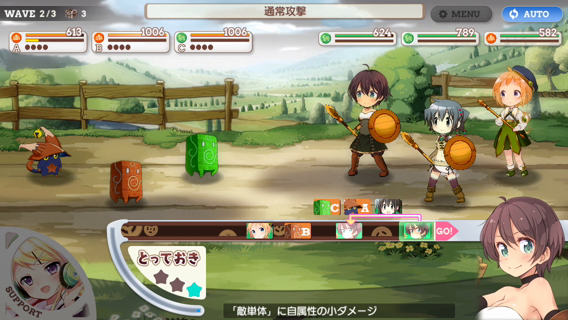 WAVE 2/3 3
通常攻撃
MENU
AUTO
613
A
1006
B
1006
C
624
789
582
C A
B
GO!
とっておき
SUPPORT
「敵単体」に自属性の小ダメージ